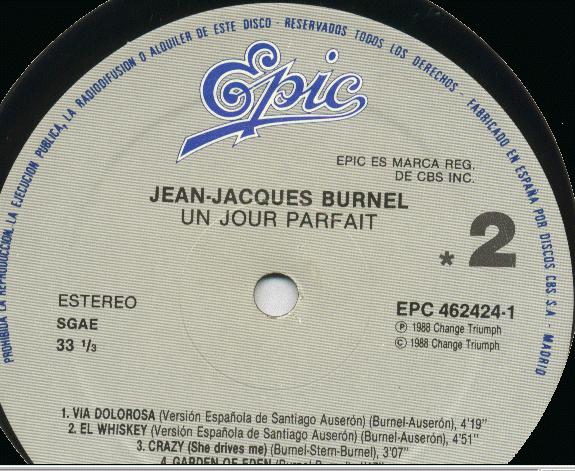 PROHIBIDA LA REPRODUCCION, LA EJECUCION PUBLICA, LA RADIODIFUSION O ALQUILER DE ESTE DISCO - RESERVADOS TODOS LOS DERECHOS - FABRICADO EN ESPAÑA POR DISCOS CBS S.A. - MADRID
Epic
EPIC ES MARCA REG.
DE CBS INC.
JEAN-JACQUES BURNEL
UN JOUR PARFAIT
* 2
ESTEREO
SGAE
33 1/3
EPC 462424-1
Ⓟ 1988 Change Triumph
© 1988 Change Triumph
1. VIA DOLOROSA (Versión Española de Santiago Auserón) (Burnel-Auserón), 4'19"
2. EL WHISKEY (Versión Española de Santiago Auserón) (Burnel-Auserón), 4'51"
3. CRAZY (She drives me) (Burnel-Stern-Burnel), 3'07"
4. GARDEN OF EDEN